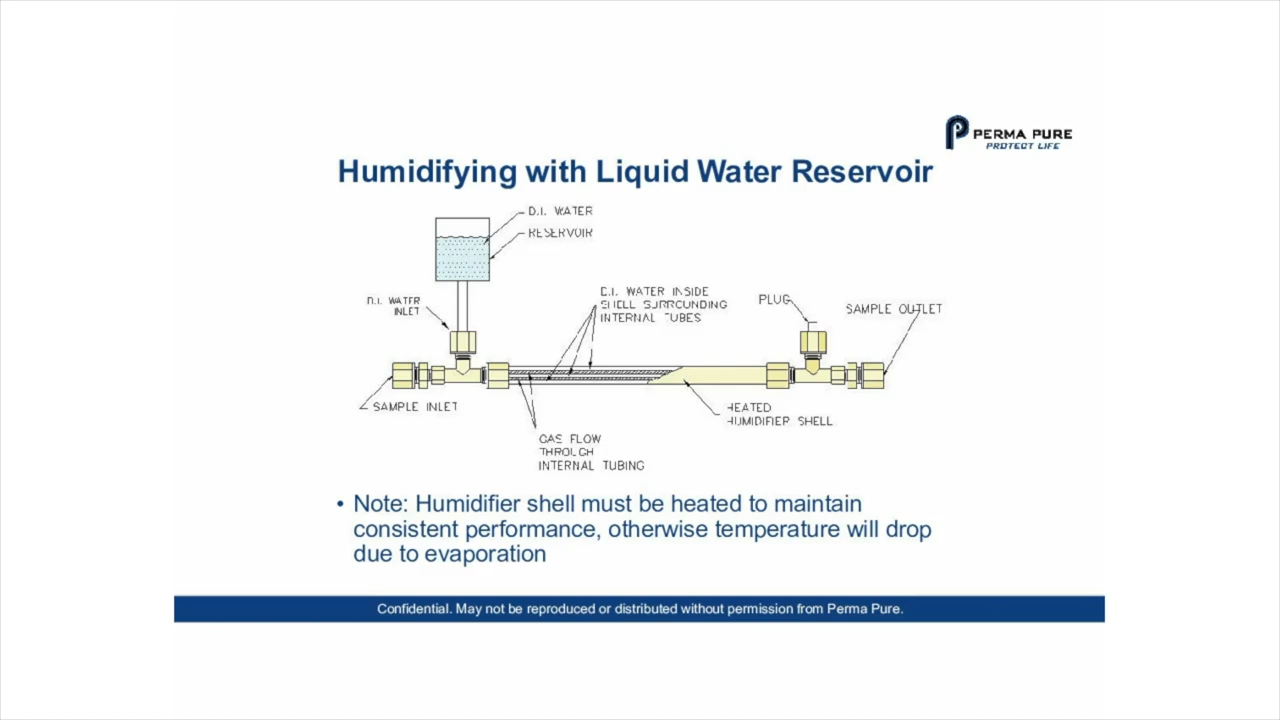 PERMA PURE
PROTECT LIFE
Humidifying with Liquid Water Reservoir
D.I. WATER
RESERVOIR
D.I. WATER
INLET
D.I. WATER INSIDE
SHELL SURROUNDING
INTERNAL TUBES
PLUG
SAMPLE OUTLET
SAMPLE INLET
HEATED
HUMIDIFIER SHELL
GAS FLOW
THROUGH
INTERNAL TUBING
• Note: Humidifier shell must be heated to maintain
consistent performance, otherwise temperature will drop
due to evaporation
Confidential. May not be reproduced or distributed without permission from Perma Pure.